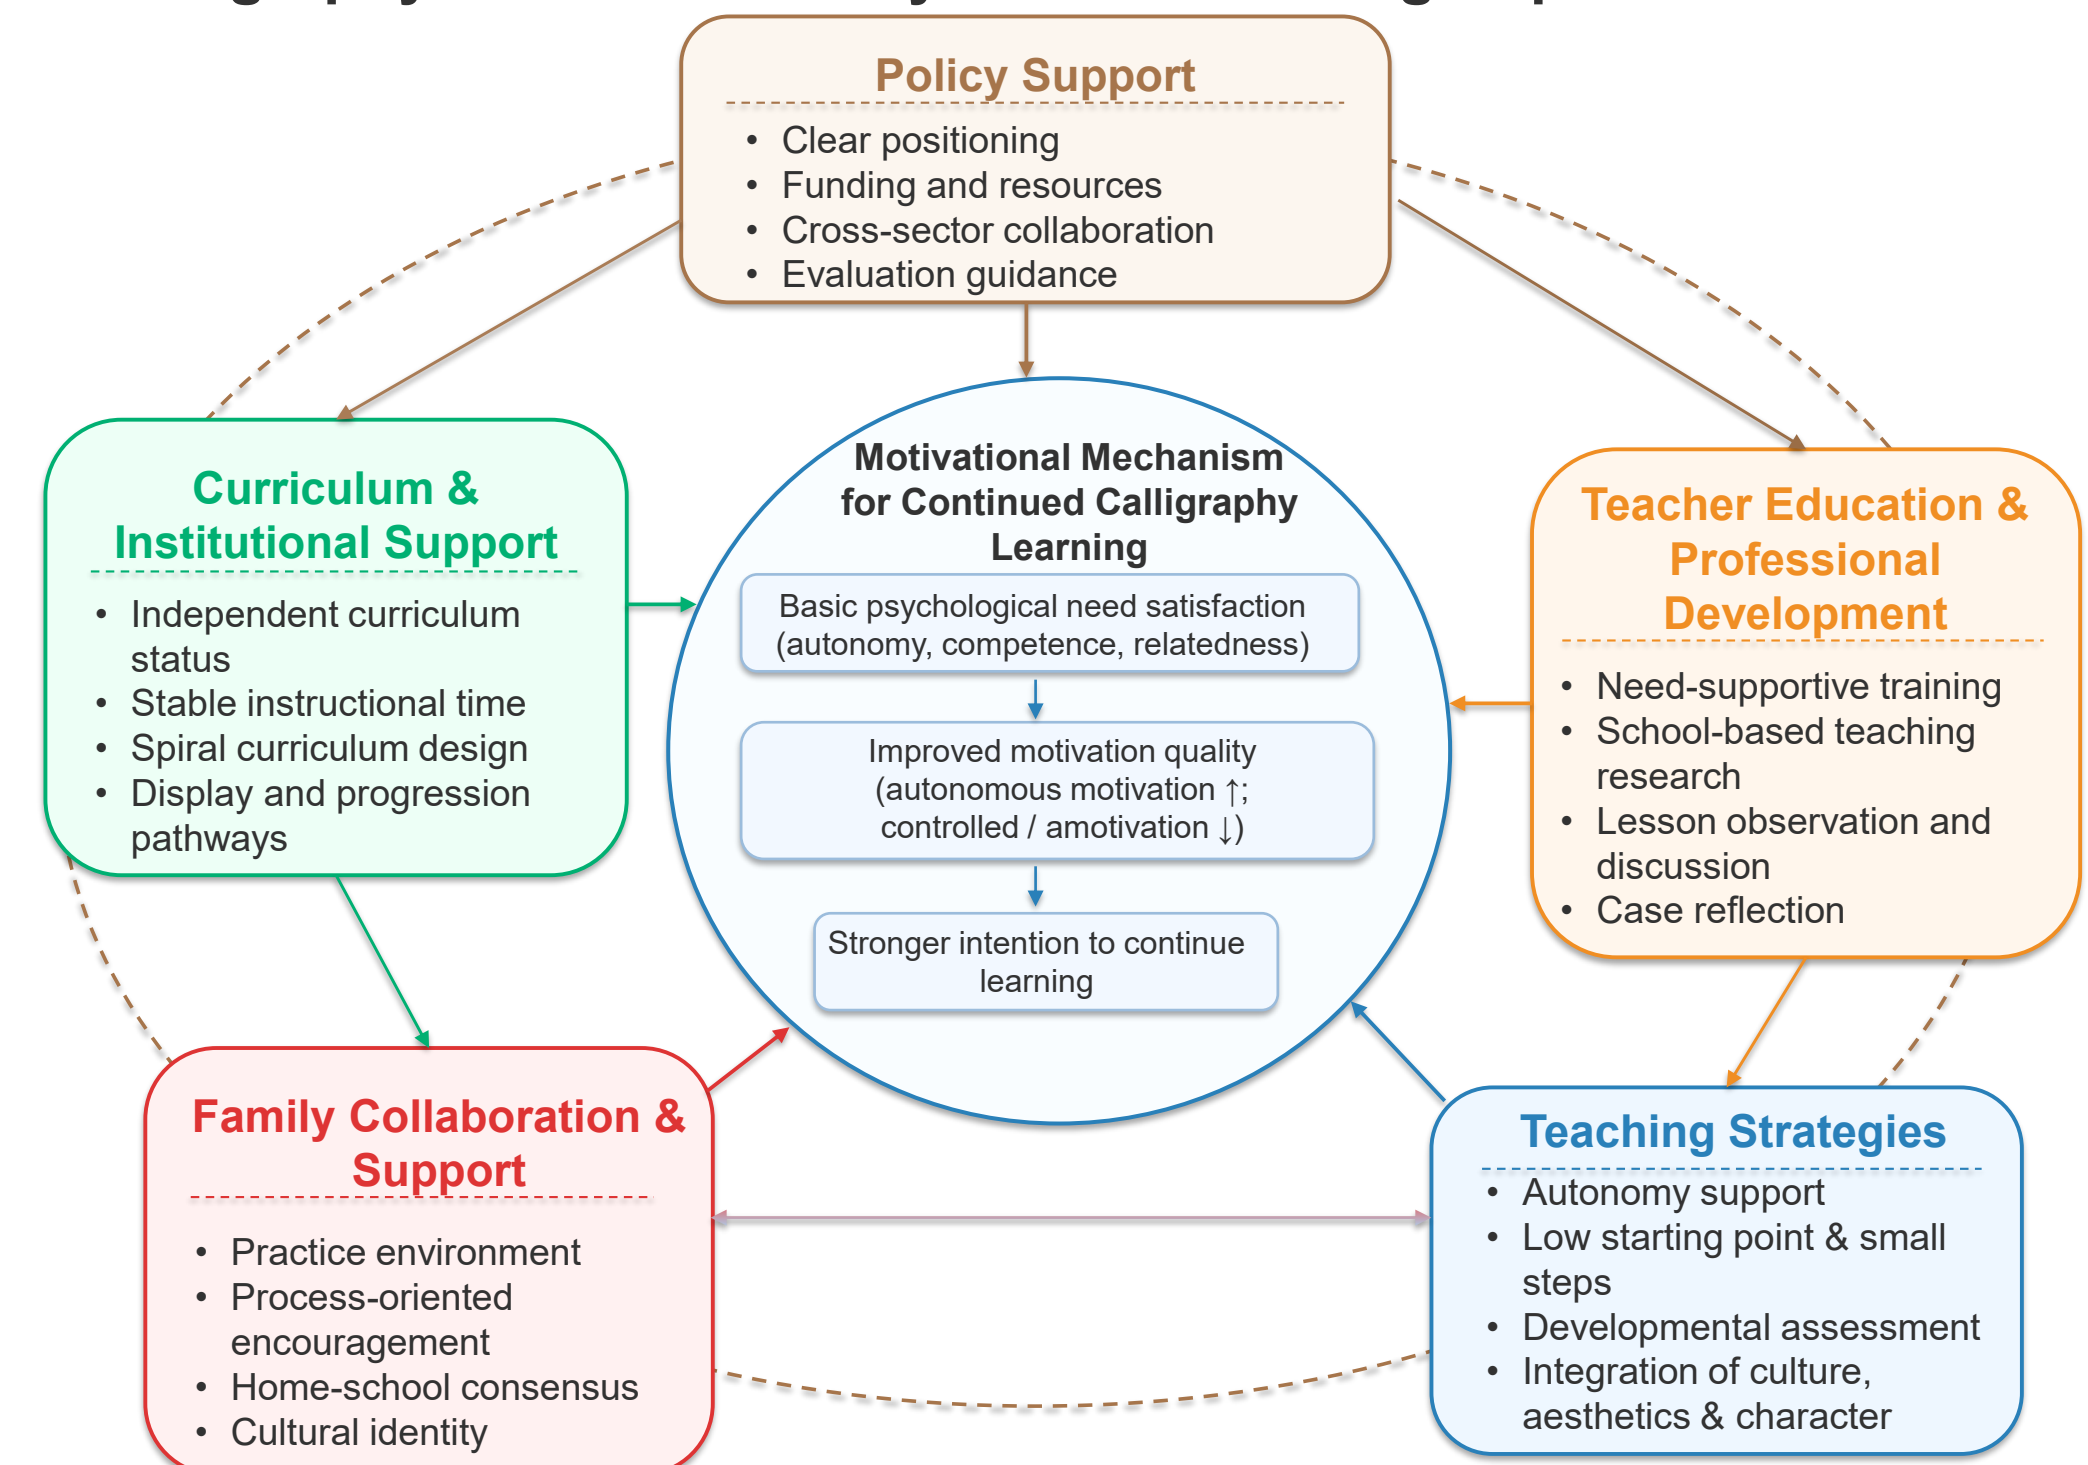 Policy Support
• Clear positioning
• Funding and resources
• Cross-sector collaboration
• Evaluation guidance
Curriculum &
Institutional Support
• Independent curriculum
status
• Stable instructional time
• Spiral curriculum design
• Display and progression
pathways
Motivational Mechanism
for Continued Calligraphy
Learning
Basic psychological need satisfaction
(autonomy, competence, relatedness)
Improved motivation quality
(autonomous motivation ↑;
controlled / amotivation ↓)
Stronger intention to continue
learning
Teacher Education &
Professional
Development
• Need-supportive training
• School-based teaching
research
• Lesson observation and
discussion
• Case reflection
Family Collaboration &
Support
• Practice environment
• Process-oriented
encouragement
• Home-school consensus
• Cultural identity
Teaching Strategies
• Autonomy support
• Low starting point & small
steps
• Developmental assessment
• Integration of culture,
aesthetics & character